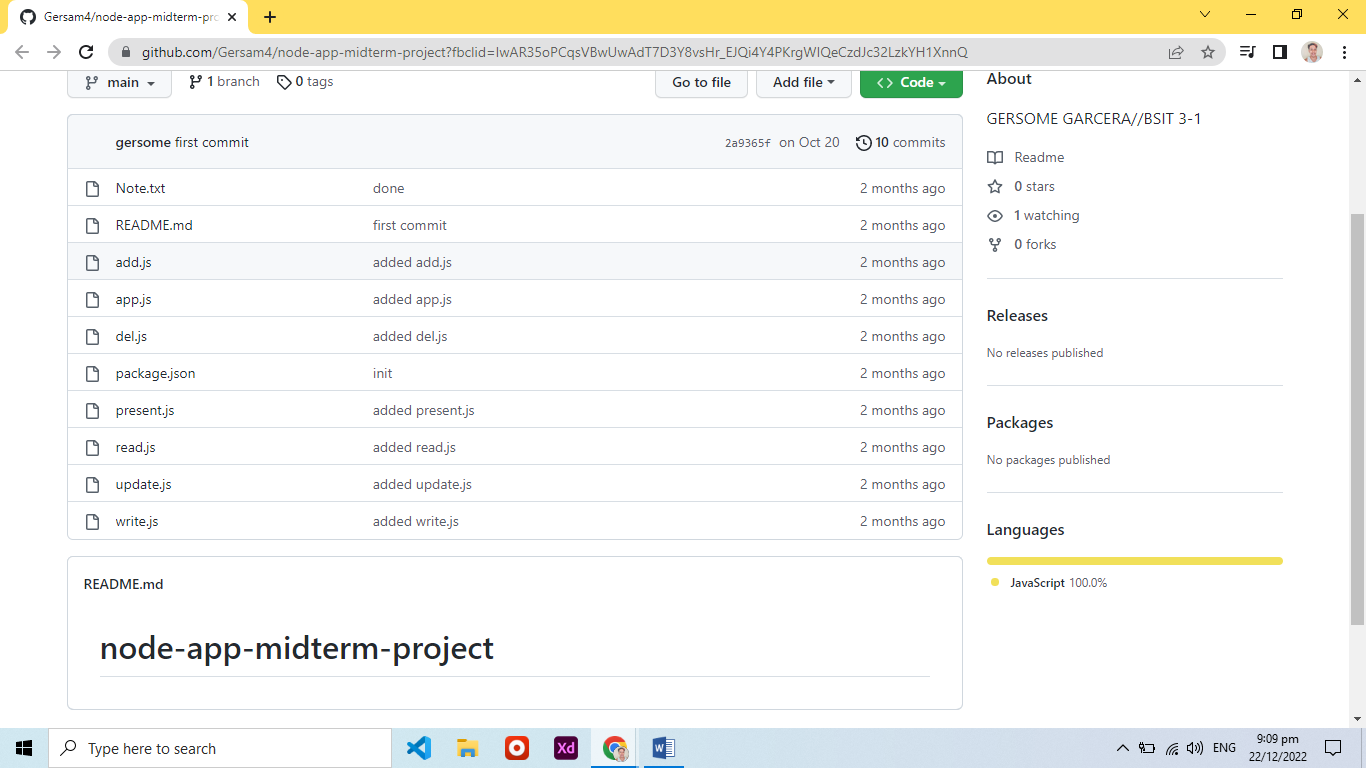 Gersam4/node-app-midterm-pro
github.com/Gersam4/node-app-midterm-project?fbclid=IwAR35oPCqsVBwUwAdT7D3Y8vsHr_EJQi4Y4PKrgWIQeCzdJc32LzkYH1XnnQ
main 1 branch 0 tags Go to file Add file Code
gersome first commit 2a9365f on Oct 20 10 commits
Note.txt done 2 months ago
README.md first commit 2 months ago
add.js added add.js 2 months ago
app.js added app.js 2 months ago
del.js added del.js 2 months ago
package.json init 2 months ago
present.js added present.js 2 months ago
read.js added read.js 2 months ago
update.js added update.js 2 months ago
write.js added write.js 2 months ago
README.md
node-app-midterm-project
About
GERSOME GARCERA//BSIT 3-1
Readme
0 stars
1 watching
0 forks
Releases
No releases published
Packages
No packages published
Languages
JavaScript 100.0%
Type here to search
Xd
ENG
9:09 pm
22/12/2022